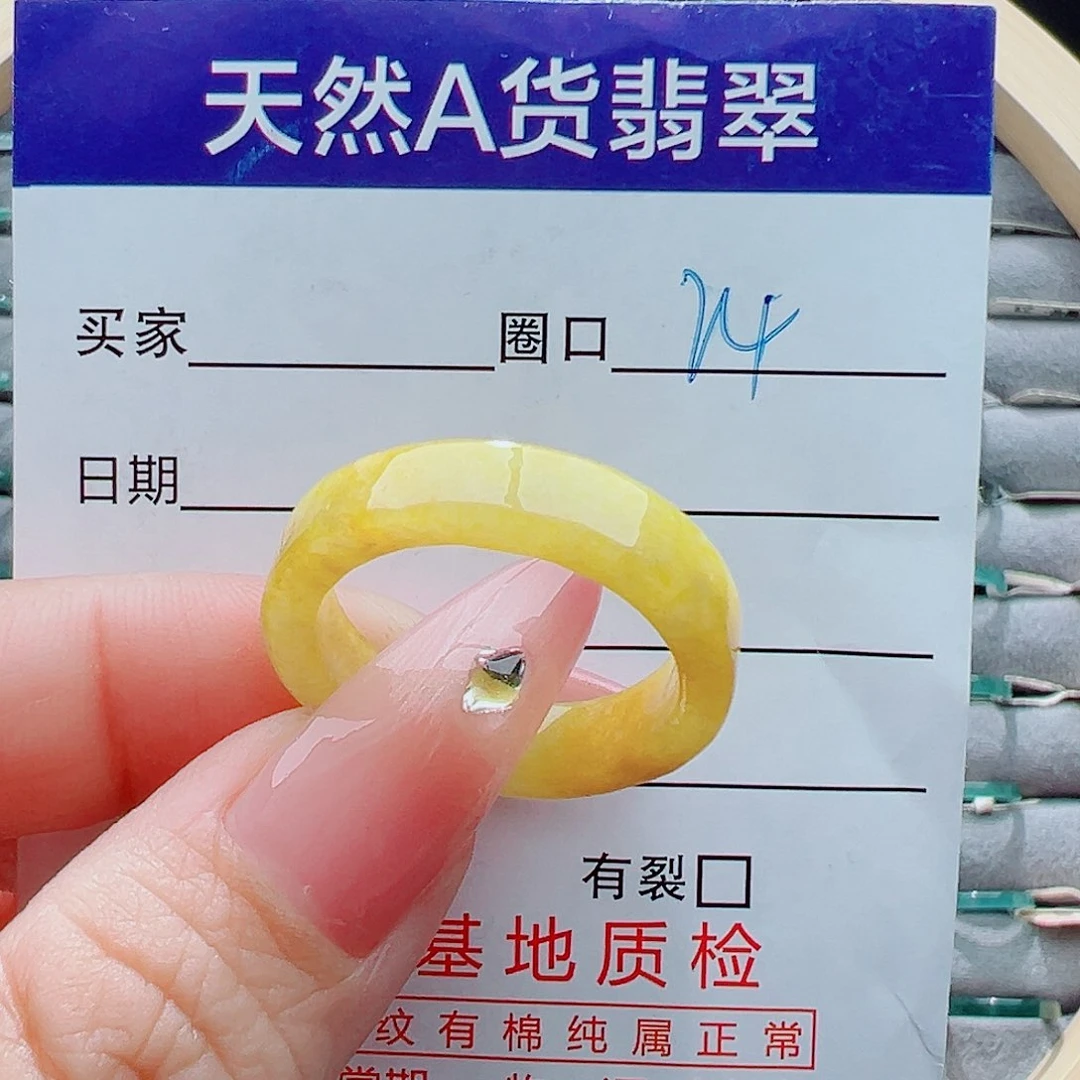 天然A货翡翠
买家 圈口
日期
有裂
基地质检
纹有棉纯属正常